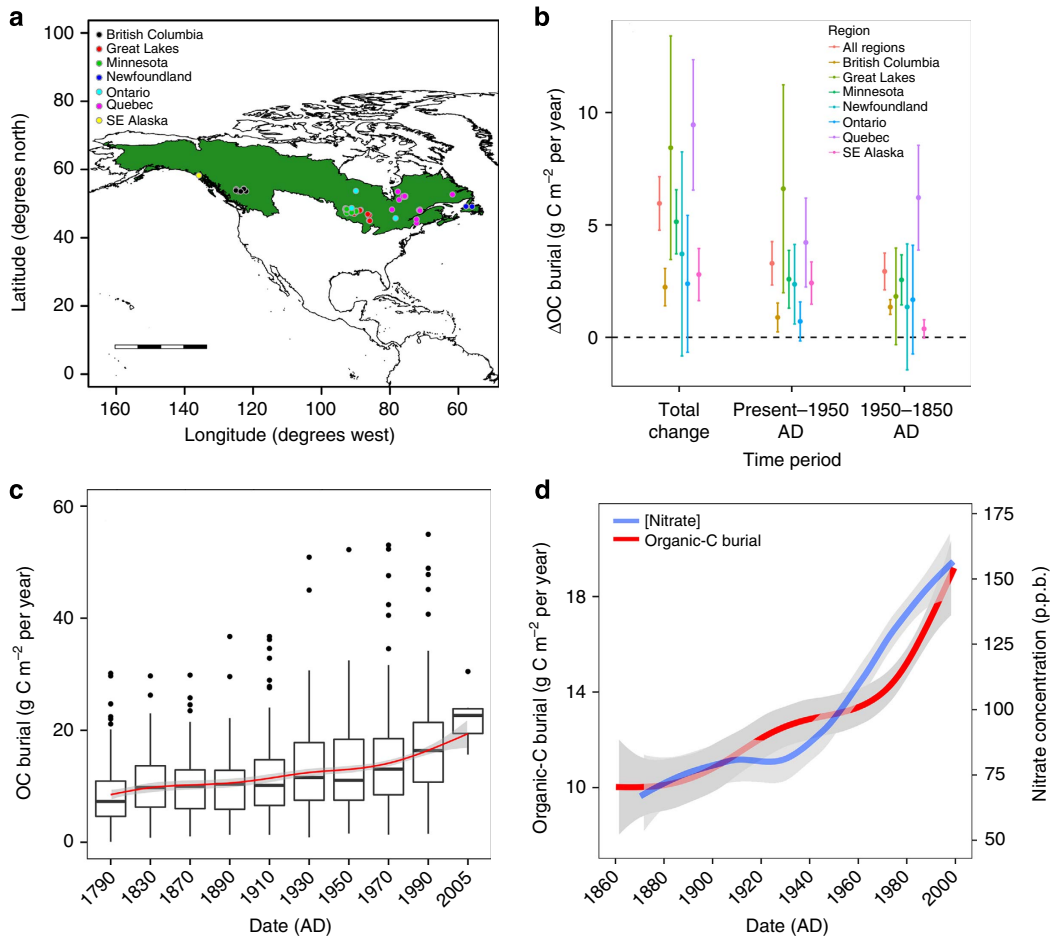 a
100
80
60
40
20
0
Latitude (degrees north)
British Columbia
Great Lakes
Minnesota
Newfoundland
Ontario
Quebec
SE Alaska
160 140 120 100 80 60
Longitude (degrees west)
b
10
5
0
ΔOC burial (g C m⁻² per year)
Region
All regions
British Columbia
Great Lakes
Minnesota
Newfoundland
Ontario
Quebec
SE Alaska
Total change
Present–1950 AD
1950–1850 AD
Time period
c
60
40
20
0
OC burial (g C m⁻² per year)
1790 1830 1870 1890 1910 1930 1950 1970 1990 2005
Date (AD)
d
[Nitrate]
Organic-C burial
18
14
10
Organic-C burial (g C m⁻² per year)
175
150
125
100
75
50
Nitrate concentration (p.p.b.)
1860 1880 1900 1920 1940 1960 1980 2000
Date (AD)